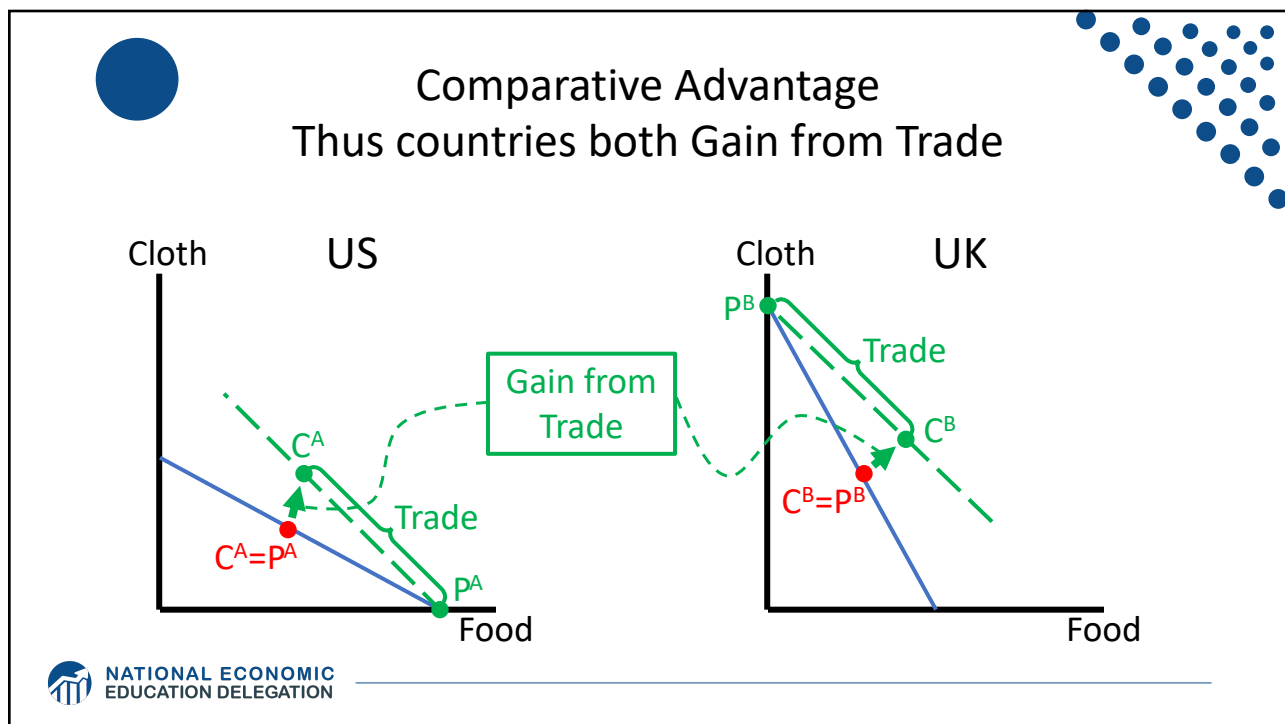 Comparative Advantage
Thus countries both Gain from Trade
Cloth
US
Cloth
UK
Pᴮ
Trade
Gain from
Trade
Cᴬ
Cᴮ
Trade
Cᴬ=Pᴬ
Cᴮ=Pᴮ
Pᴬ
Food
Food
NATIONAL ECONOMIC
EDUCATION DELEGATION